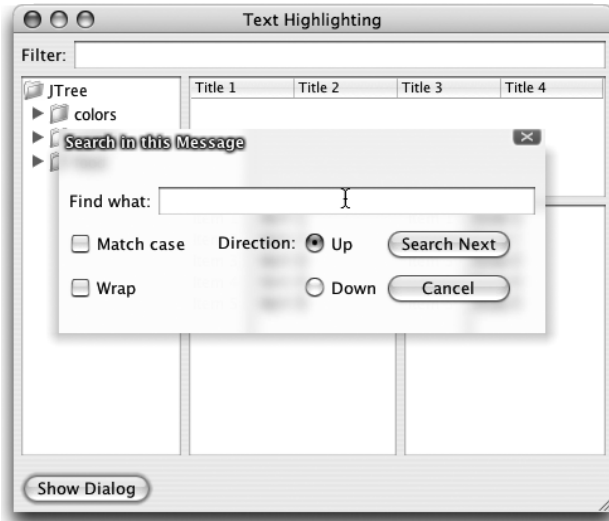 Text Highlighting
Filter:
JTree
Title 1 Title 2 Title 3 Title 4
colors
Search in this Message
Find what:
Match case Direction: Up Search Next
Wrap Down Cancel
Show Dialog